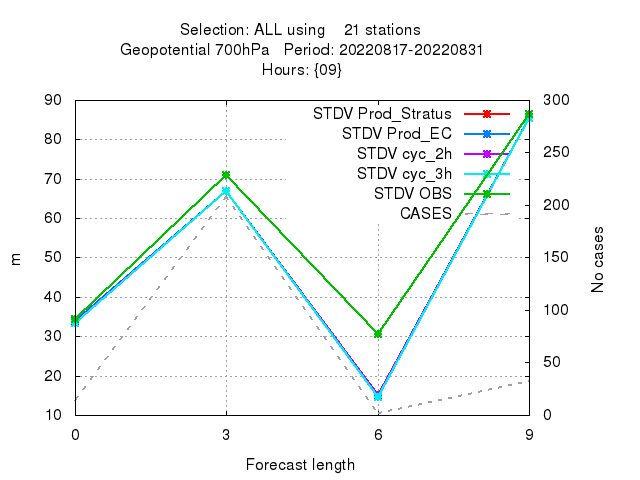 Selection: ALL using    21 stations
Geopotential 700hPa   Period: 20220817-20220831
Hours: {09}
90 300
STDV Prod_Stratus
80
STDV Prod_EC
250
STDV cyc_2h
70
STDV cyc_3h
STDV OBS
200
60
CASES
50 150
m
No cases
40
100
30
50
20
10 0
0 3 6 9
Forecast length